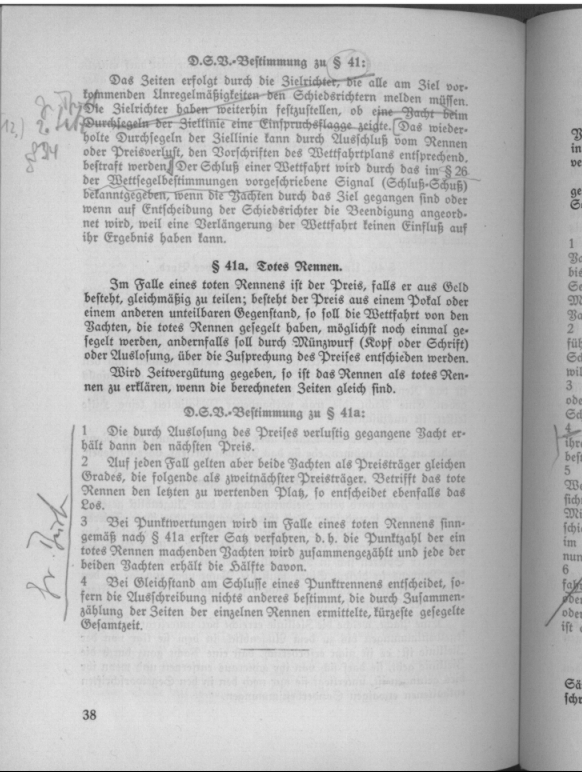 D.S.V.-Bestimmung zu § 41:
Das Zeiten erfolgt durch die Zielrichter, die alle am Ziel vor-
kommenden Unregelmäßigkeiten den Schiedsrichtern melden müssen.
Die Zielrichter haben weiterhin festzustellen, ob eine Yacht beim
Durchsegeln der Ziellinie eine Einspruchsflagge zeigte. Das wieder-
holte Durchsegeln der Ziellinie kann durch Ausschluß vom Rennen
oder Preisverlust, den Vorschriften des Wettfahrtplans entsprechend,
bestraft werden. Der Schluß einer Wettfahrt wird durch das im § 26
der Wettsegelbestimmungen vorgeschriebene Signal (Schluß-Schuß)
bekanntgegeben, wenn die Yachten durch das Ziel gegangen sind oder
wenn auf Entscheidung der Schiedsrichter die Beendigung angeord-
net wird, weil eine Verlängerung der Wettfahrt keinen Einfluß auf
ihr Ergebnis haben kann.
§ 41a. Totes Rennen.
Im Falle eines toten Rennens ist der Preis, falls er aus Geld
besteht, gleichmäßig zu teilen; besteht der Preis aus einem Pokal oder
einem anderen unteilbaren Gegenstand, so soll die Wettfahrt von den
Yachten, die totes Rennen gesegelt haben, möglichst noch einmal ge-
segelt werden, andernfalls soll durch Münzwurf (Kopf oder Schrift)
oder Auslosung, über die Zusprechung des Preises entschieden werden.
Wird Zeitvergütung gegeben, so ist das Rennen als totes Ren-
nen zu erklären, wenn die berechneten Zeiten gleich sind.
D.S.V.-Bestimmung zu § 41a:
1 Die durch Auslosung des Preises verlustig gegangene Yacht er-
hält dann den nächsten Preis.
2 Auf jeden Fall gelten aber beide Yachten als Preisträger gleichen
Grades, die folgende als zweitnächster Preisträger. Betrifft das tote
Rennen den letzten zu wertenden Platz, so entscheidet ebenfalls das
Los.
3 Bei Punktwertungen wird im Falle eines toten Rennens sinn-
gemäß nach § 41a erster Satz verfahren, d. h. die Punktzahl der ein
totes Rennen machenden Yachten wird zusammengezählt und jede der
beiden Yachten erhält die Hälfte davon.
4 Bei Gleichstand am Schlusse eines Punktrennens entscheidet, so-
fern die Ausschreibung nichts anderes bestimmt, die durch Zusammen-
zählung der Zeiten der einzelnen Rennen ermittelte, kürzeste gesegelte
Gesamtzeit.
38